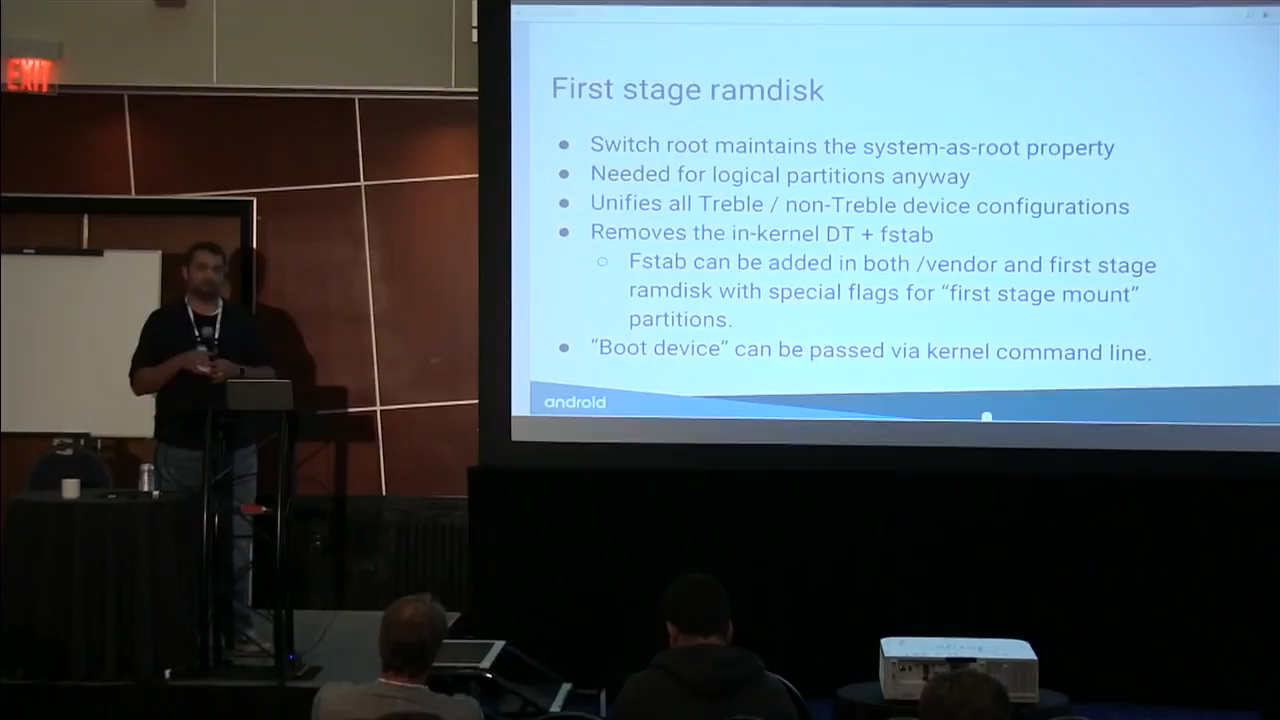 EXIT
First stage ramdisk
● Switch root maintains the system-as-root property
● Needed for logical partitions anyway
● Unifies all Treble / non-Treble device configurations
● Removes the in-kernel DT + fstab
○ Fstab can be added in both /vendor and first stage
ramdisk with special flags for “first stage mount”
partitions.
● “Boot device” can be passed via kernel command line.
android